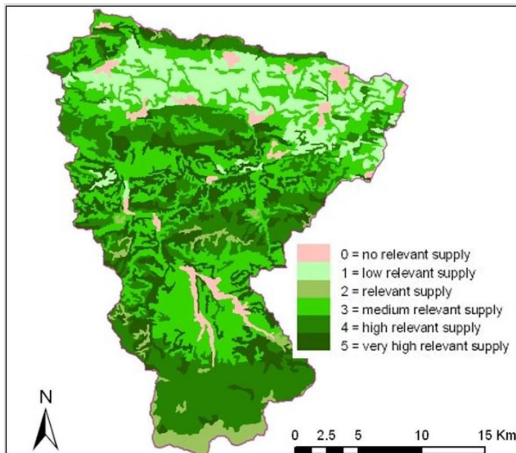 0 = no relevant supply
1 = low relevant supply
2 = relevant supply
3 = medium relevant supply
4 = high relevant supply
5 = very high relevant supply
N
0 2.5 5 10 15 Km